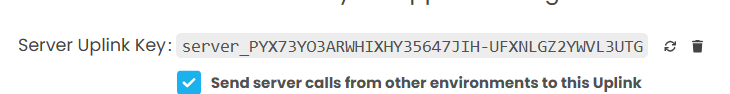 Server Uplink Key: server_PYX73YO3ARWHIXHY35647JIH-UFXNLGZ2YWVL3UTG
Send server calls from other environments to this Uplink